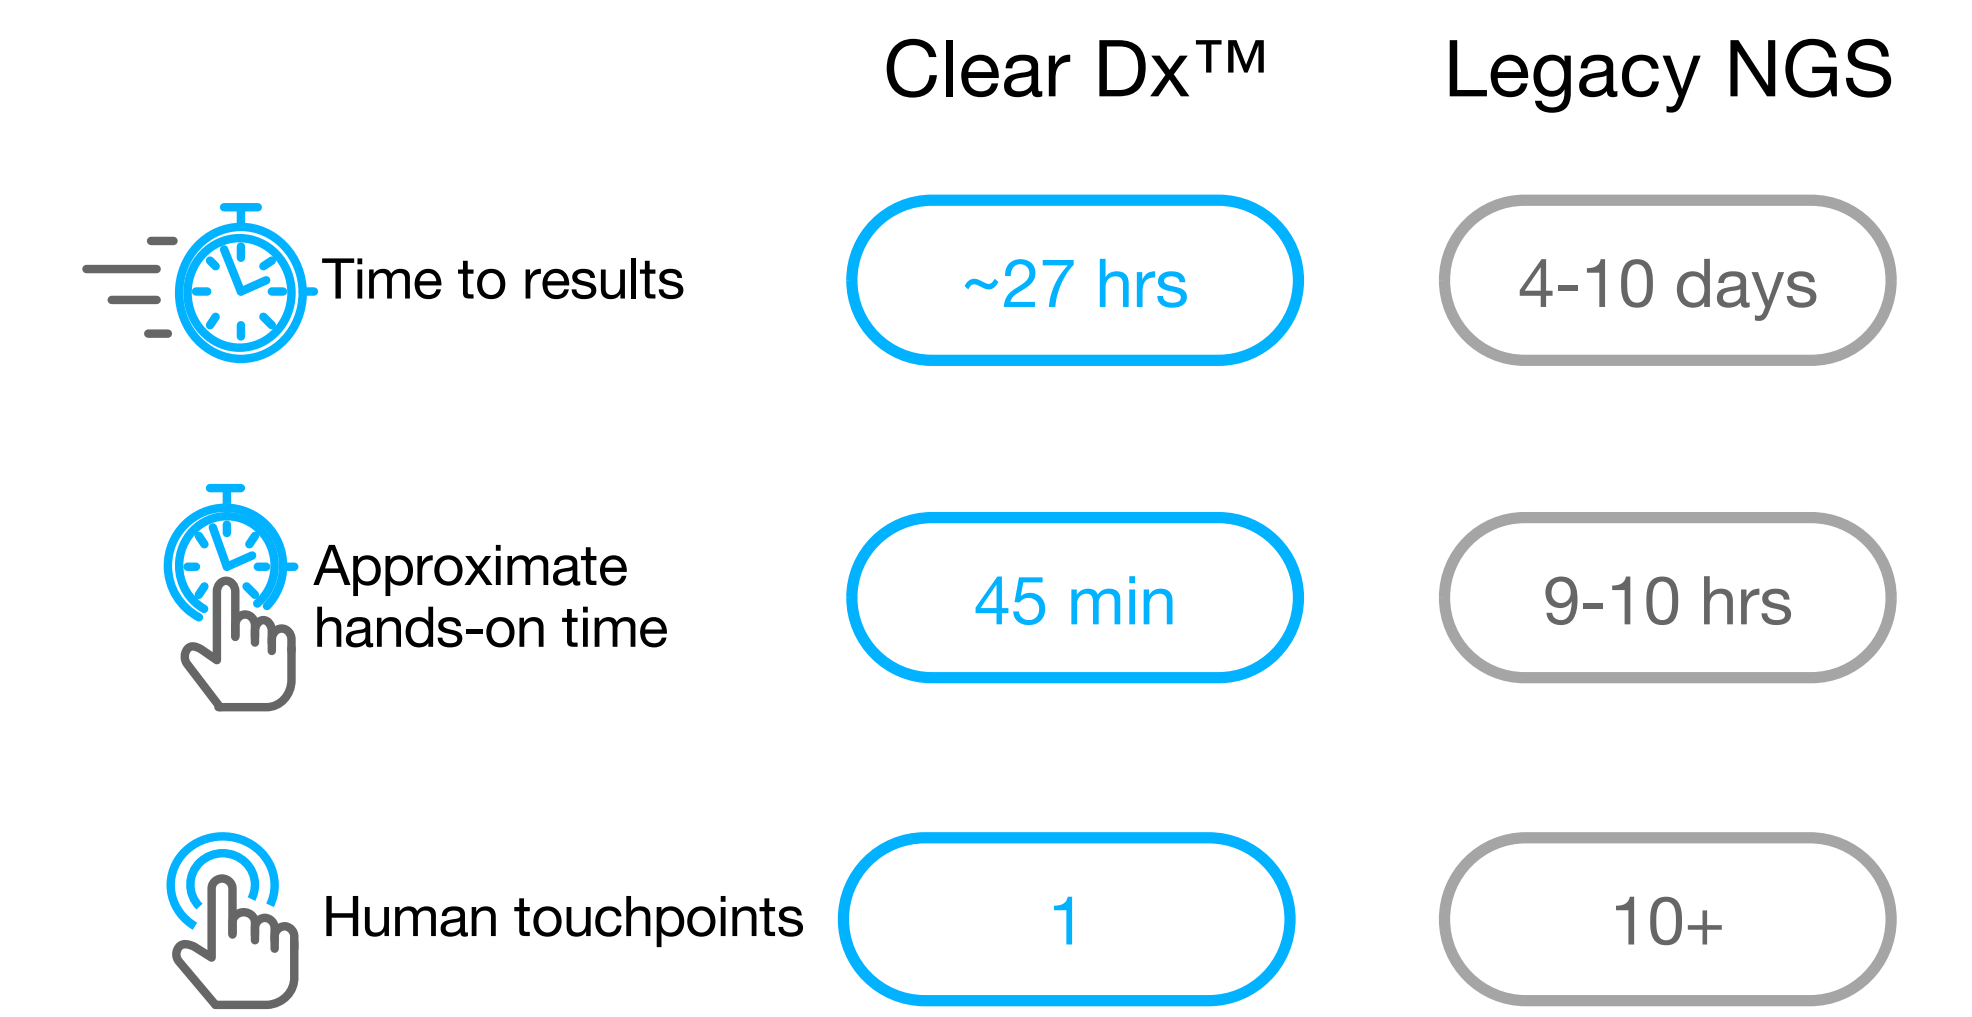 Clear Dx™ Legacy NGS
Time to results ~27 hrs 4-10 days
Approximate
hands-on time 45 min 9-10 hrs
Human touchpoints 1 10+